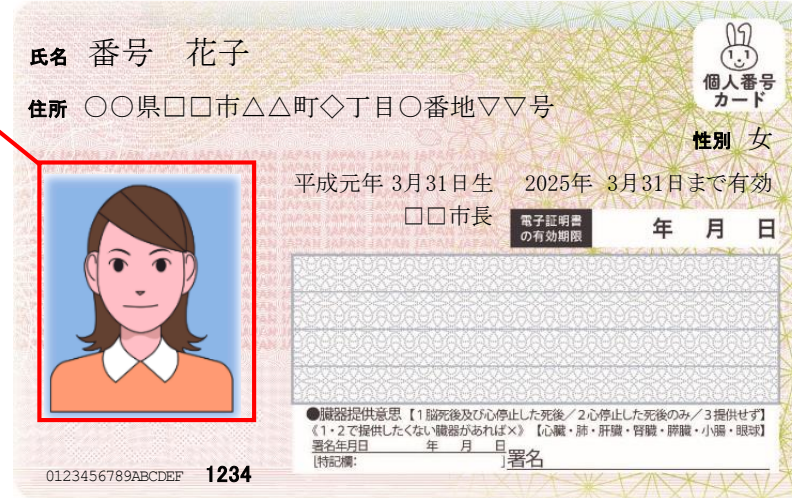 氏名 番号 花子
個人番号
カード
住所 ○○県□□市△△町◇丁目○番地▽▽号
性別 女
平成元年 3月31日生 2025年 3月31日まで有効
□□市長 電子証明書の有効期限 年 月 日
●臓器提供意思【1脳死後及び心停止した死後/2心停止した死後のみ/3提供せず】
《1・2で提供したくない臓器があれば×》【心臓・肺・肝臓・腎臓・膵臓・小腸・眼球】
署名年月日 年 月 日
[特記欄: ]署名
0123456789ABCDEF 1234